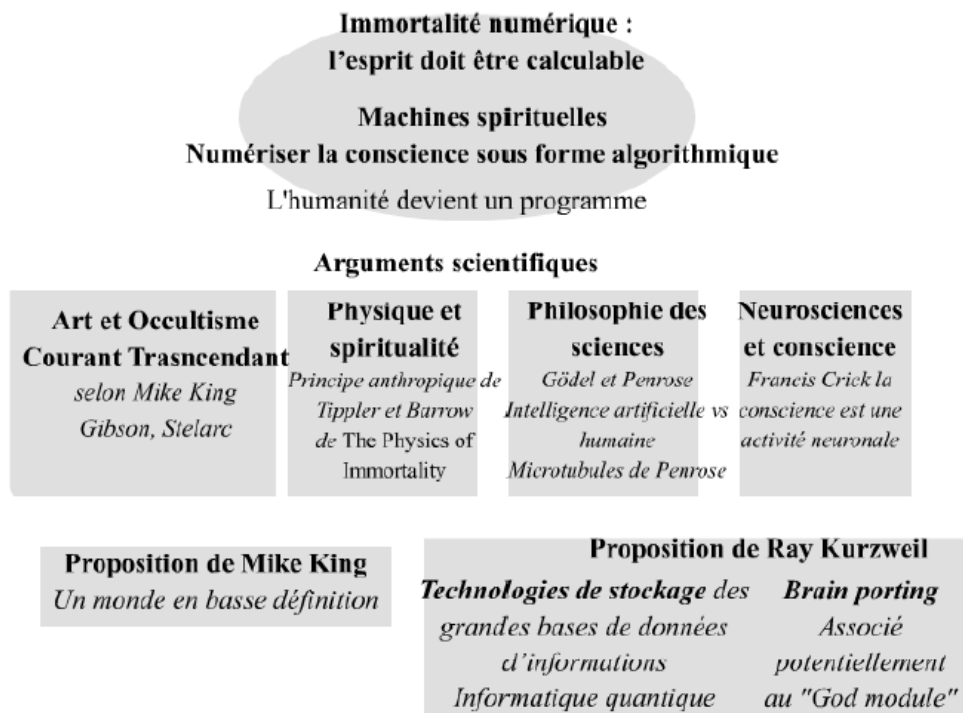 Immortalité numérique :
l'esprit doit être calculable
Machines spirituelles
Numériser la conscience sous forme algorithmique
L'humanité devient un programme
Arguments scientifiques
Art et Occultisme
Courant Trasncendant
selon Mike King
Gibson, Stelarc
Physique et
spiritualité
Principe anthropique de
Tippler et Barrow
de The Physics of
Immortality
Philosophie des
sciences
Gödel et Penrose
Intelligence artificielle vs
humaine
Microtubules de Penrose
Neurosciences
et conscience
Francis Crick la
conscience est une
activité neuronale
Proposition de Mike King
Un monde en basse définition
Proposition de Ray Kurzweil
Technologies de stockage des
grandes bases de données
d'informations
Informatique quantique
Brain porting
Associé
potentiellement
au "God module"